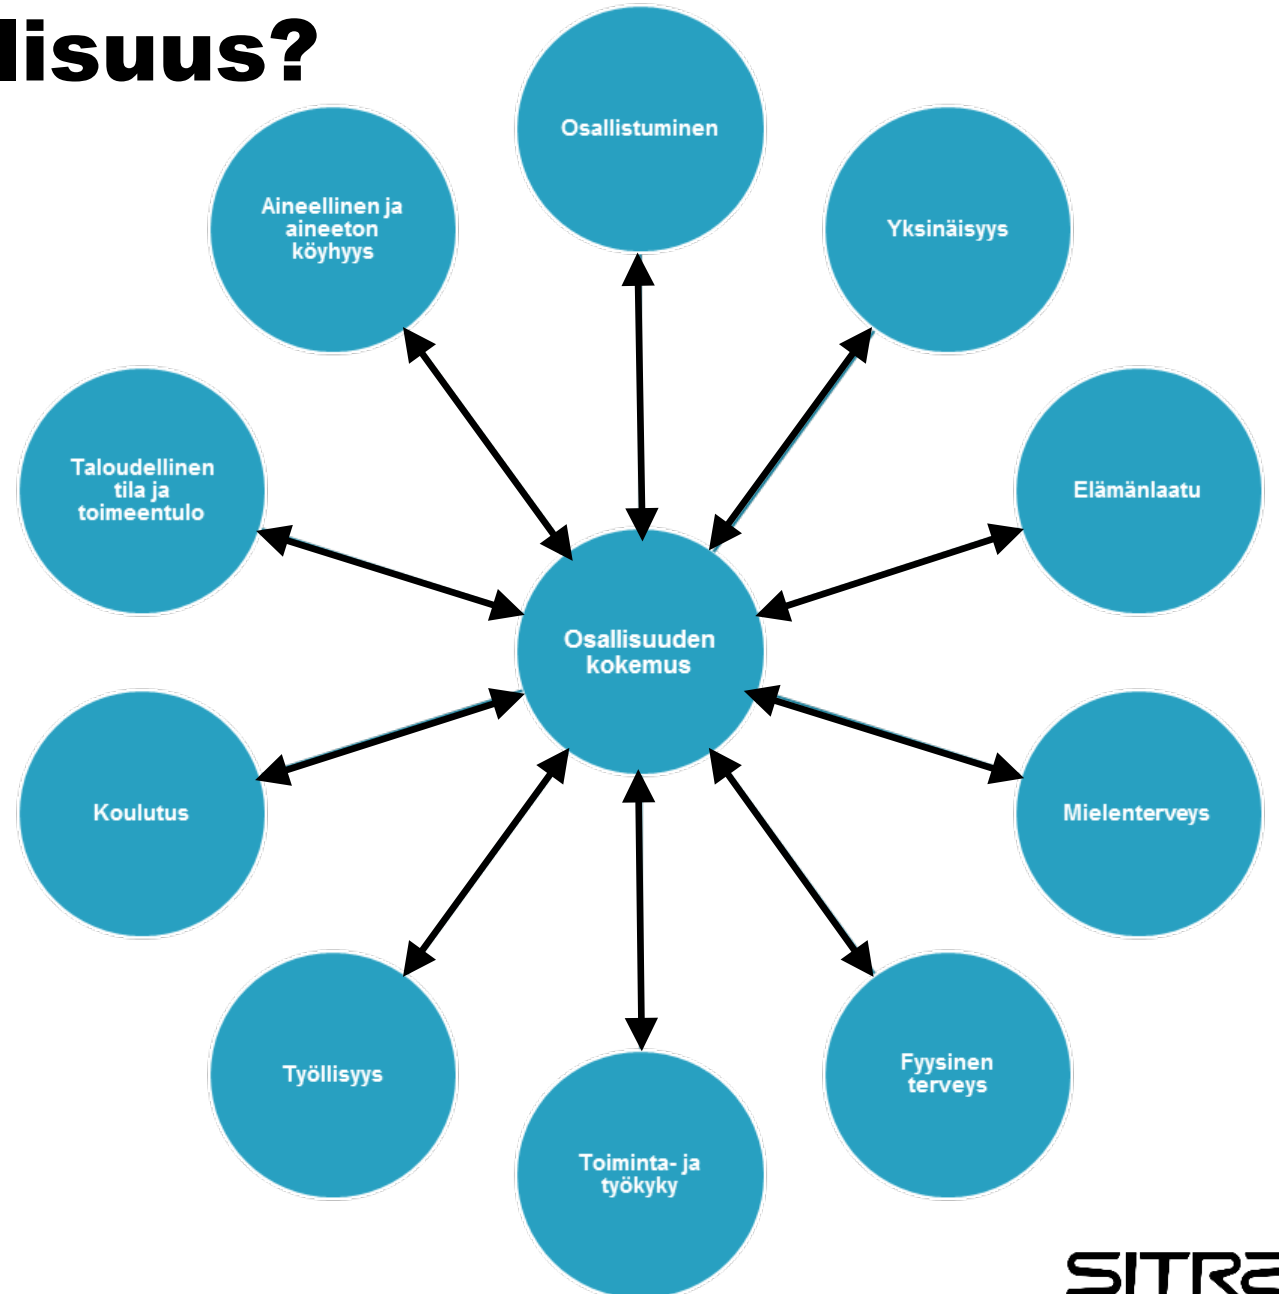 lisuus?
Osallistuminen
Aineellinen ja
aineeton
köyhyys
Yksinäisyys
Taloudellinen
tila ja
toimeentulo
Elämänlaatu
Osallisuuden
kokemus
Koulutus
Mielenterveys
Työllisyys
Fyysinen
terveys
Toiminta- ja
työkyky
SITRA